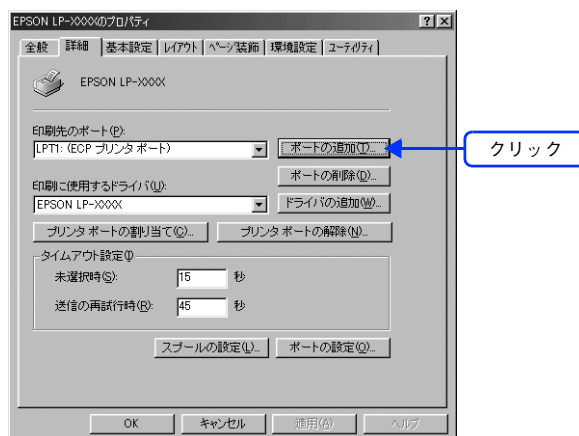 EPSON LP-XXXXのプロパティ
全般 詳細 基本設定 レイアウト ページ装飾 環境設定 ユーティリティ
EPSON LP-XXXX
印刷先のポート(P):
LPT1: (ECP プリンタ ポート)
ポートの追加(T)...
クリック
ポートの削除(D)...
印刷に使用するドライバ(U):
EPSON LP-XXXX
ドライバの追加(W)...
プリンタ ポートの割り当て(C)...
プリンタ ポートの解除(N)...
タイムアウト設定(I)
未選択時(S): 15 秒
送信の再試行時(R): 45 秒
スプールの設定(L)...
ポートの設定(O)...
OK
キャンセル
適用(A)
ヘルプ